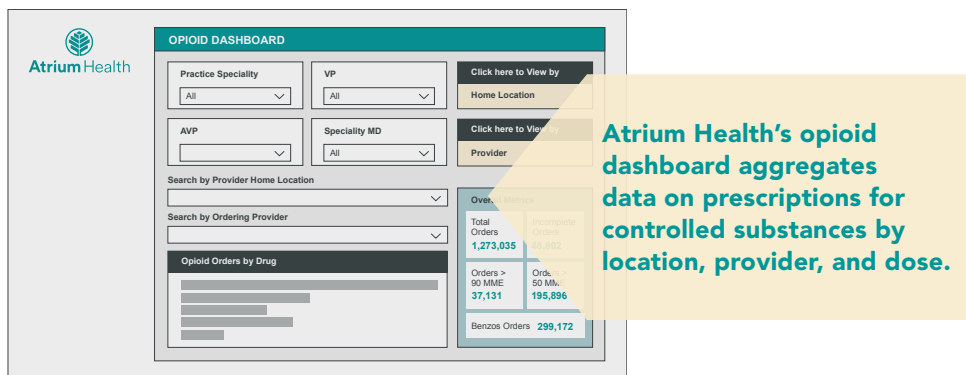 Atrium Health
OPIOID DASHBOARD
Practice Speciality
All
VP
All
Click here to View by
Home Location
AVP
Speciality MD
All
Click here to View by
Provider
Search by Provider Home Location
Search by Ordering Provider
Opioid Orders by Drug
Overall Metrics
Total
Orders
1,273,035
Incomplete
Orders
Orders >
90 MME
37,131
Orders >
50 MME
195,896
Benzos Orders 299,172
Atrium Health's opioid
dashboard aggregates
data on prescriptions for
controlled substances by
location, provider, and dose.